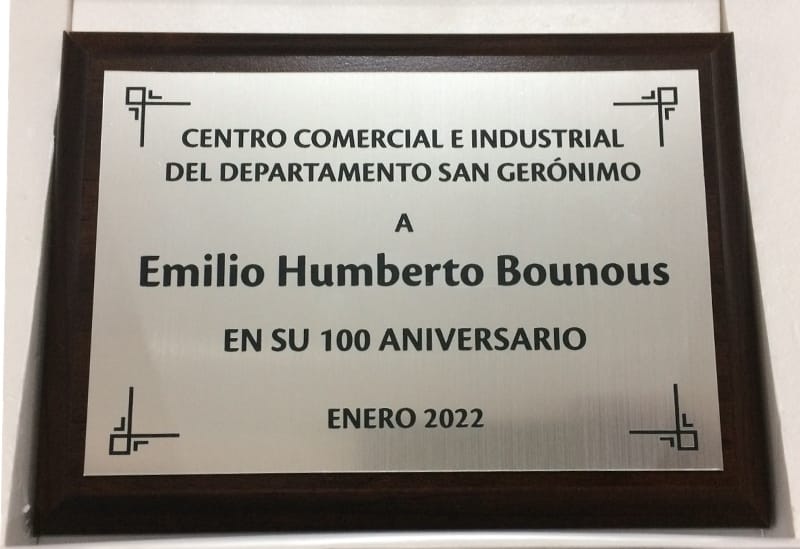 CENTRO COMERCIAL E INDUSTRIAL
DEL DEPARTAMENTO SAN GERÓNIMO
A
Emilio Humberto Bounous
EN SU 100 ANIVERSARIO
ENERO 2022